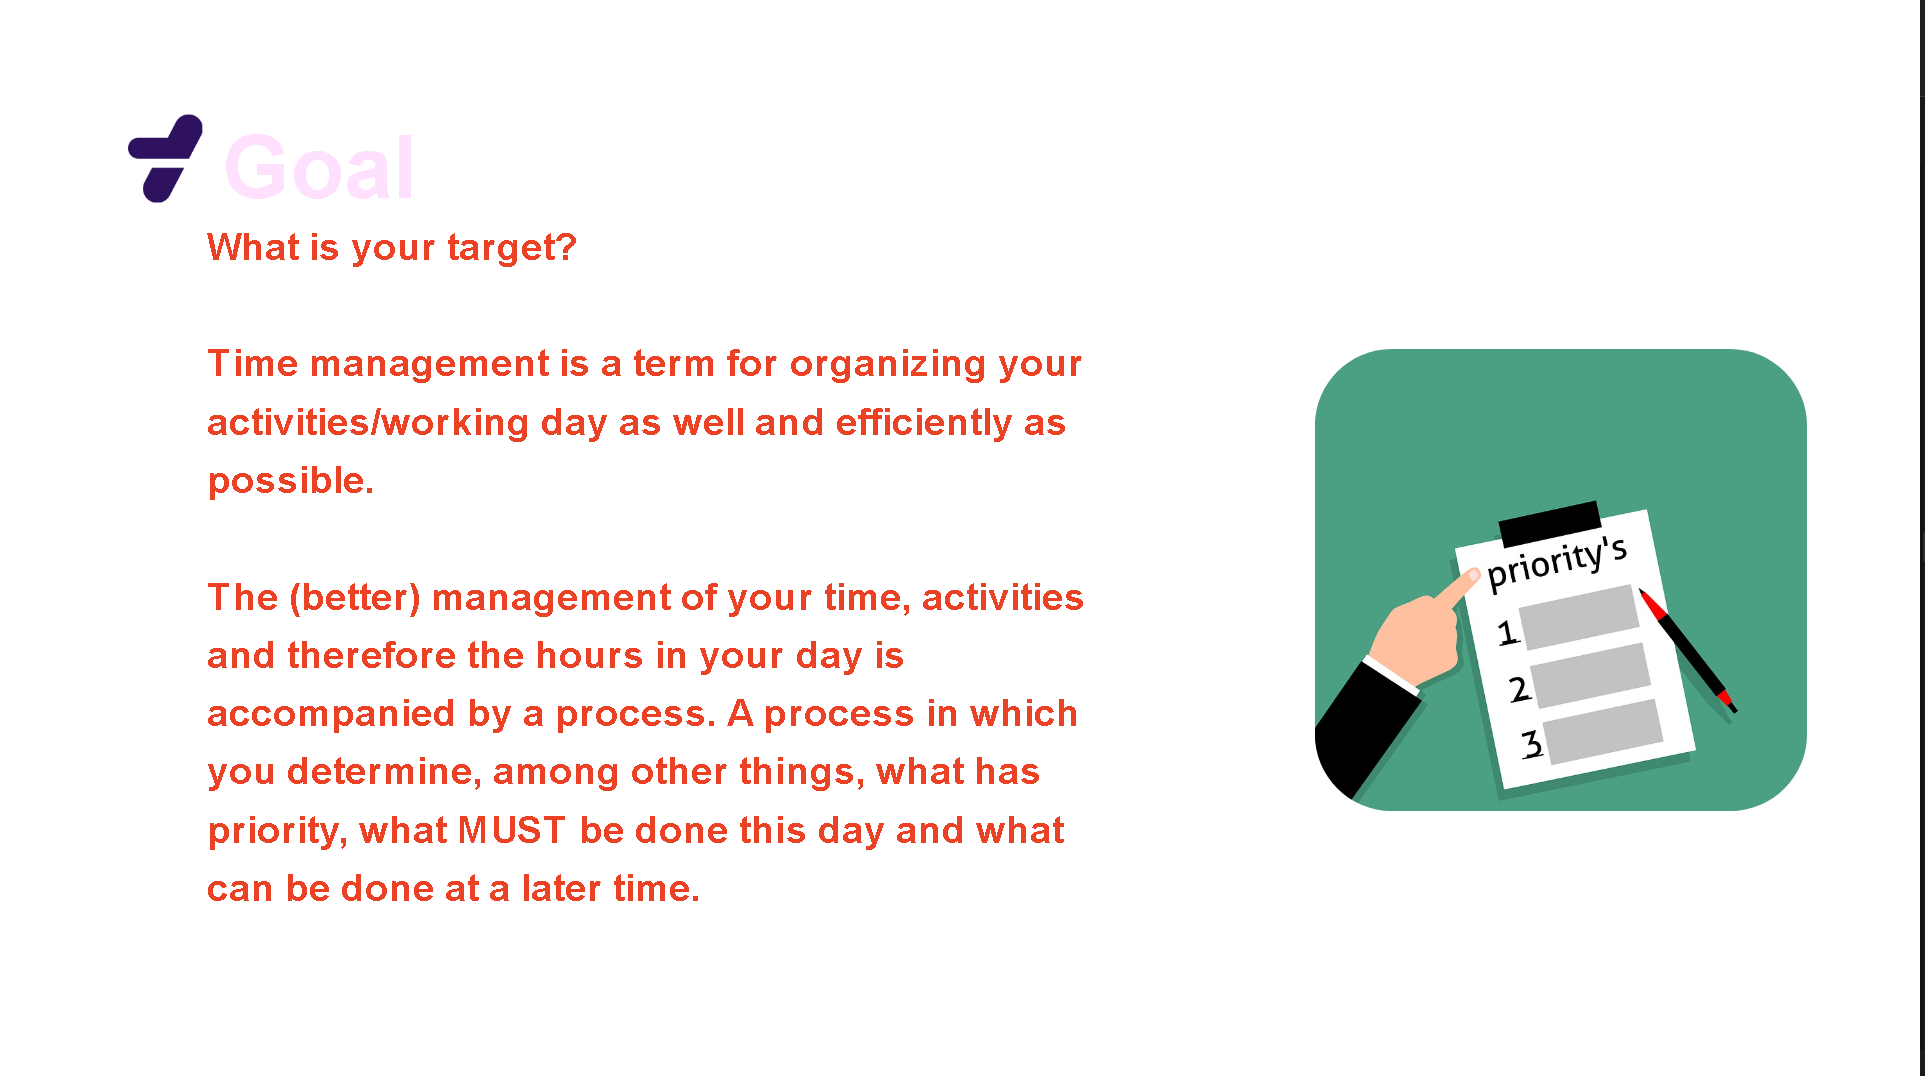 Goal
What is your target?
Time management is a term for organizing your
activities/working day as well and efficiently as
possible.
The (better) management of your time, activities
and therefore the hours in your day is
accompanied by a process. A process in which
you determine, among other things, what has
priority, what MUST be done this day and what
can be done at a later time.
priority's
1
2
3